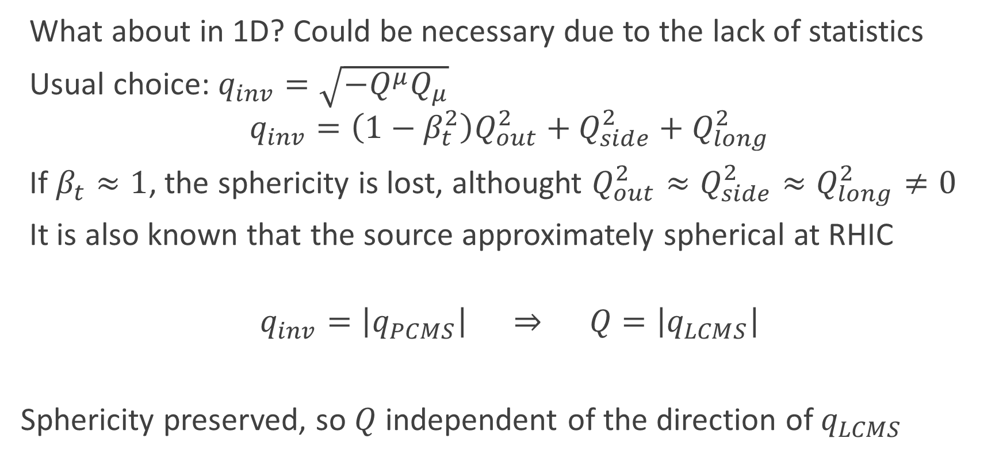 What about in 1D? Could be necessary due to the lack of statistics
Usual choice: $q_{inv} = \sqrt{-Q^{\mu}Q_{\mu}}$
$q_{inv} = (1 - \beta_t^2)Q_{out}^2 + Q_{side}^2 + Q_{long}^2$
If $\beta_t \approx 1$, the sphericity is lost, althought $Q_{out}^2 \approx Q_{side}^2 \approx Q_{long}^2 \neq 0$
It is also known that the source approximately spherical at RHIC
$q_{inv} = |q_{PCMS}| \quad \Rightarrow \quad Q = |q_{LCMS}|$
Sphericity preserved, so $Q$ independent of the direction of $q_{LCMS}$